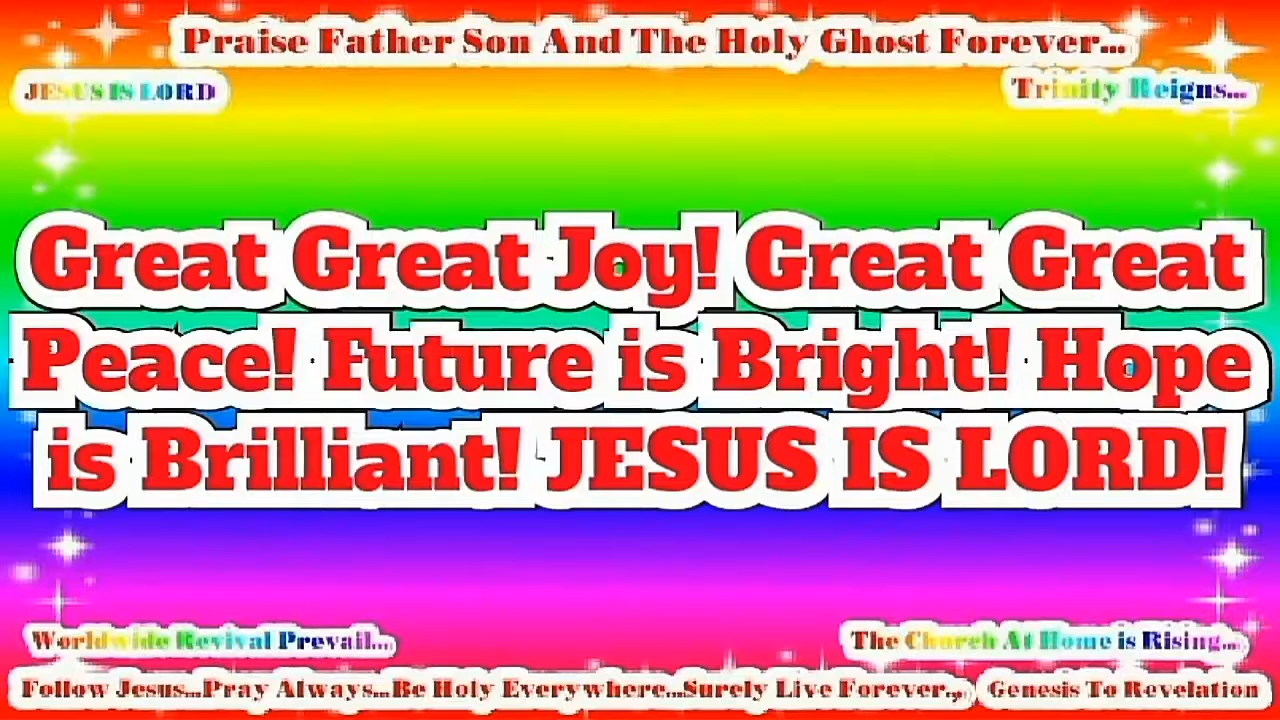 Praise Father Son And The Holy Ghost Forever...
JESUS IS LORD
Trinity Reigns...
Great Great Joy! Great Great
Peace! Future is Bright! Hope
is Brilliant! JESUS IS LORD!
Worldwide Revival Prevail...
The Church At Home is Rising...
Follow Jesus...Pray Always...Be Holy Everywhere...Surely Live Forever..,
Genesis To Revelation